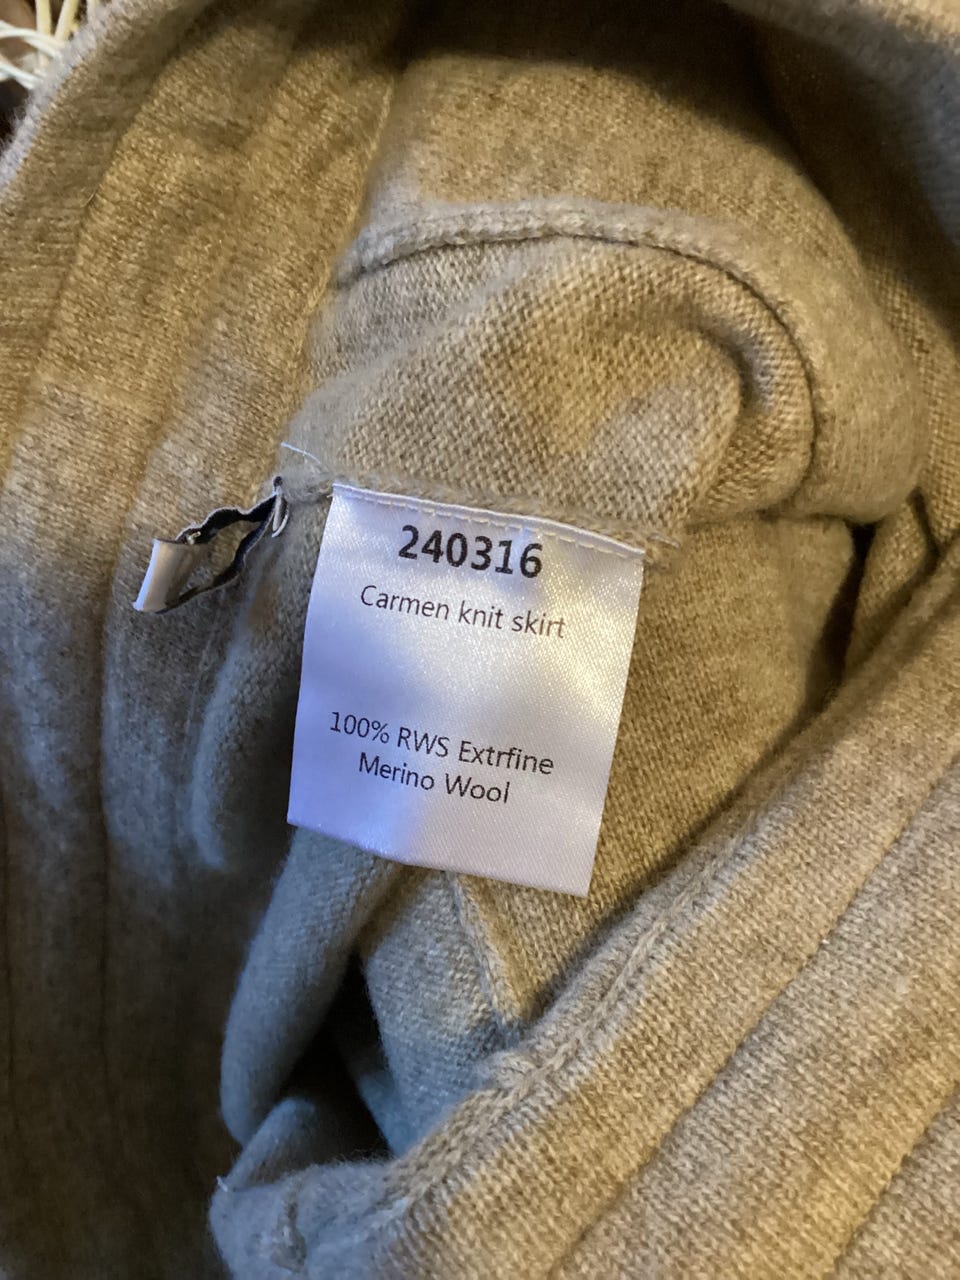 240316
Carmen knit skirt
100% RWS Extrfine
Merino Wool